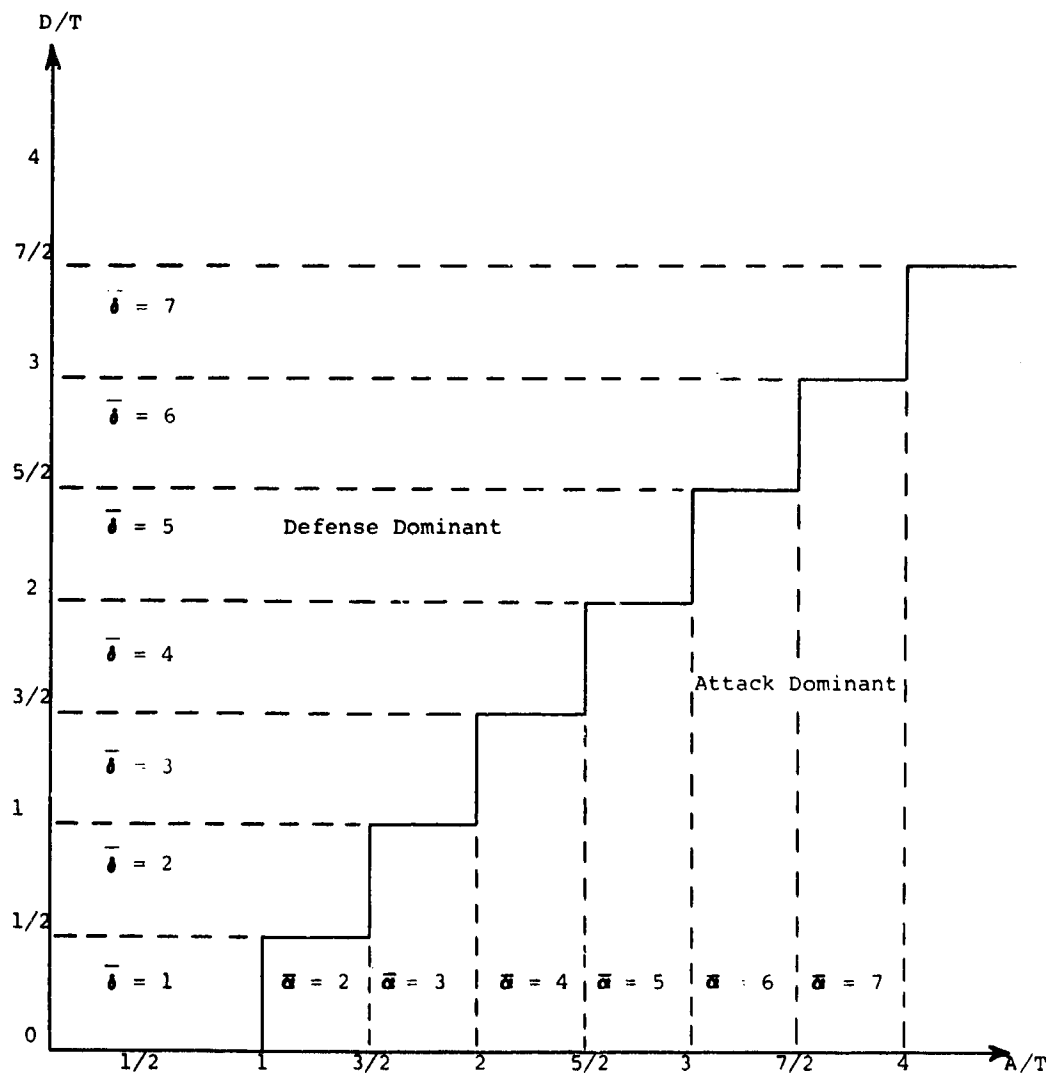 D/T
4
7/2
δ̄ = 7
3
δ̄ = 6
5/2
δ̄ = 5
Defense Dominant
2
δ̄ = 4
Attack Dominant
3/2
δ̄ = 3
1
δ̄ = 2
1/2
δ̄ = 1
ᾱ = 2
ᾱ = 3
ᾱ = 4
ᾱ = 5
ᾱ = 6
ᾱ = 7
0
1/2
1
3/2
2
5/2
3
7/2
4
A/T